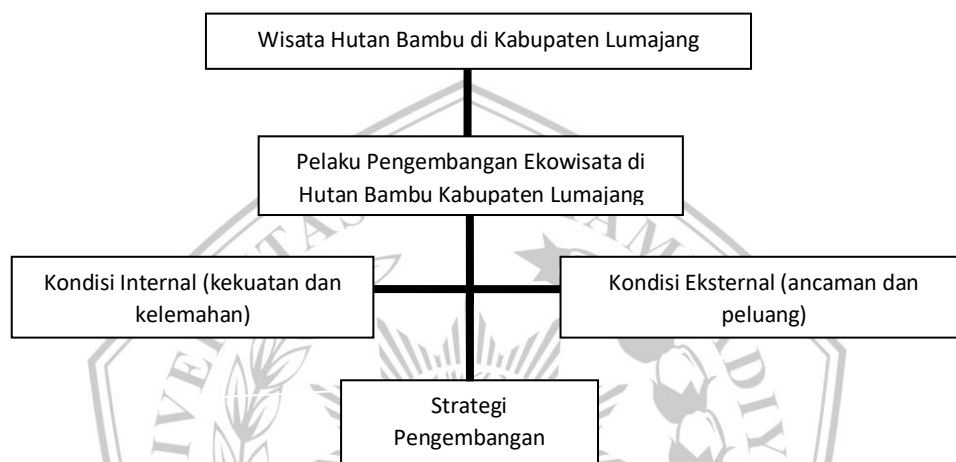 Wisata Hutan Bambu di Kabupaten Lumajang
Pelaku Pengembangan Ekowisata di
Hutan Bambu Kabupaten Lumajang
Kondisi Internal (kekuatan dan
kelemahan)
Kondisi Eksternal (ancaman dan
peluang)
Strategi
Pengembangan